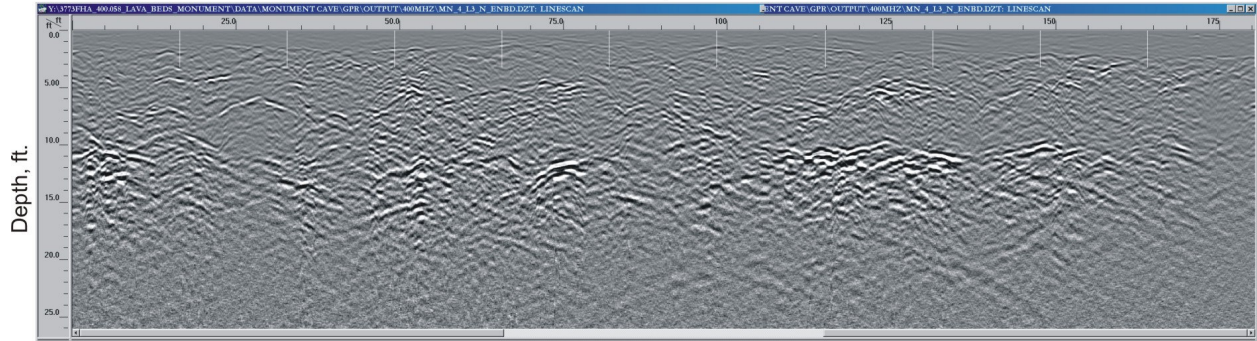 Y:\3773FHA_400.058_LAVA_BEDS_MONUMENT\DATA\MONUMENT CAVE\GPR\OUTPUT\400MHZ\MN_4_L3_N_ENBD.DZT: LINESCAN
ENT CAVE\GPR\OUTPUT\400MHZ\MN_4_L3_N_ENBD.DZT: LINESCAN
ft
ft
25.0
50.0
75.0
100
125
150
175
0.0
5.00
10.0
15.0
20.0
25.0
Depth, ft.